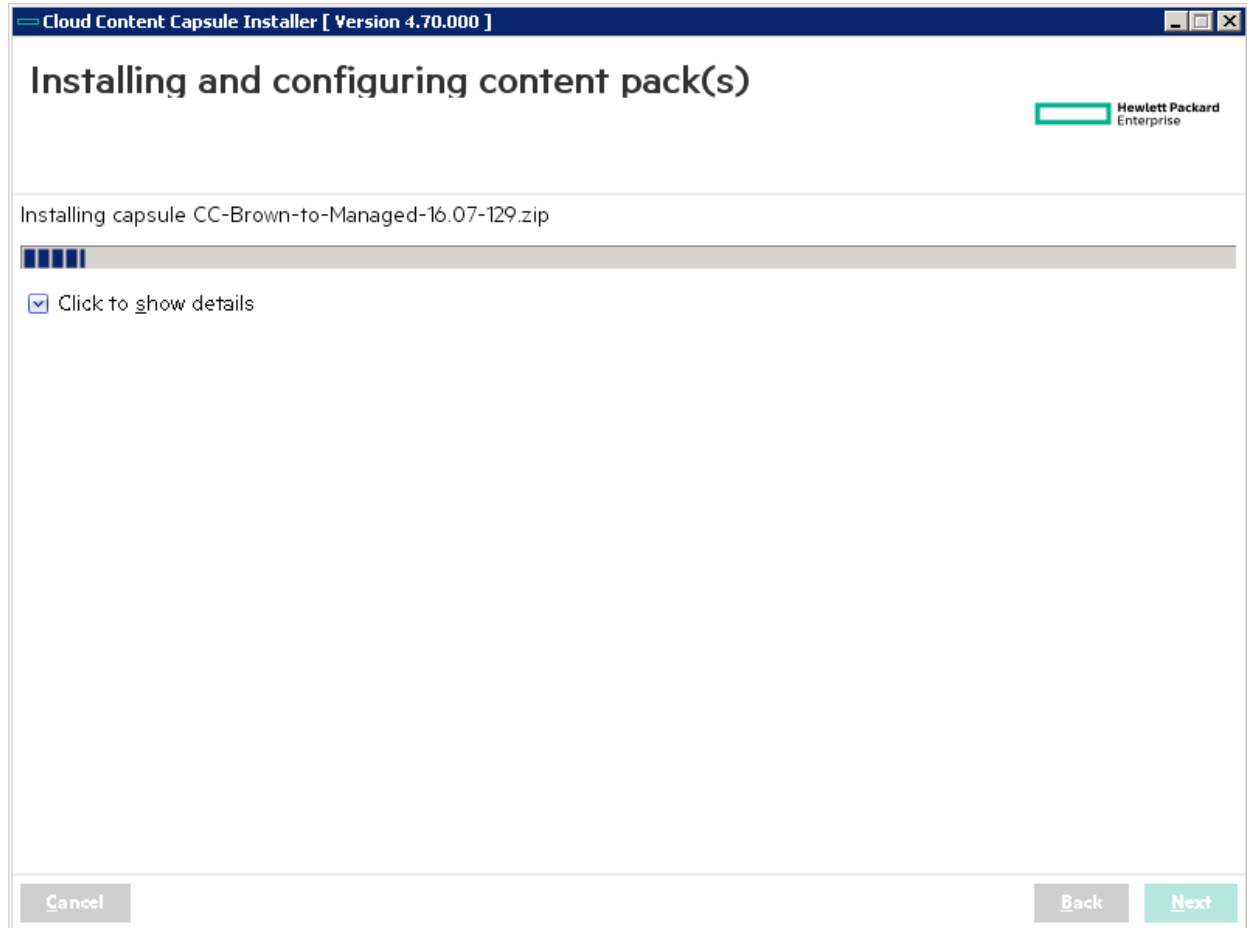 Cloud Content Capsule Installer [ Version 4.70.000 ]
Installing and configuring content pack(s)
Hewlett Packard
Enterprise
Installing capsule CC-Brown-to-Managed-16.07-129.zip
Click to show details
Cancel
Back
Next